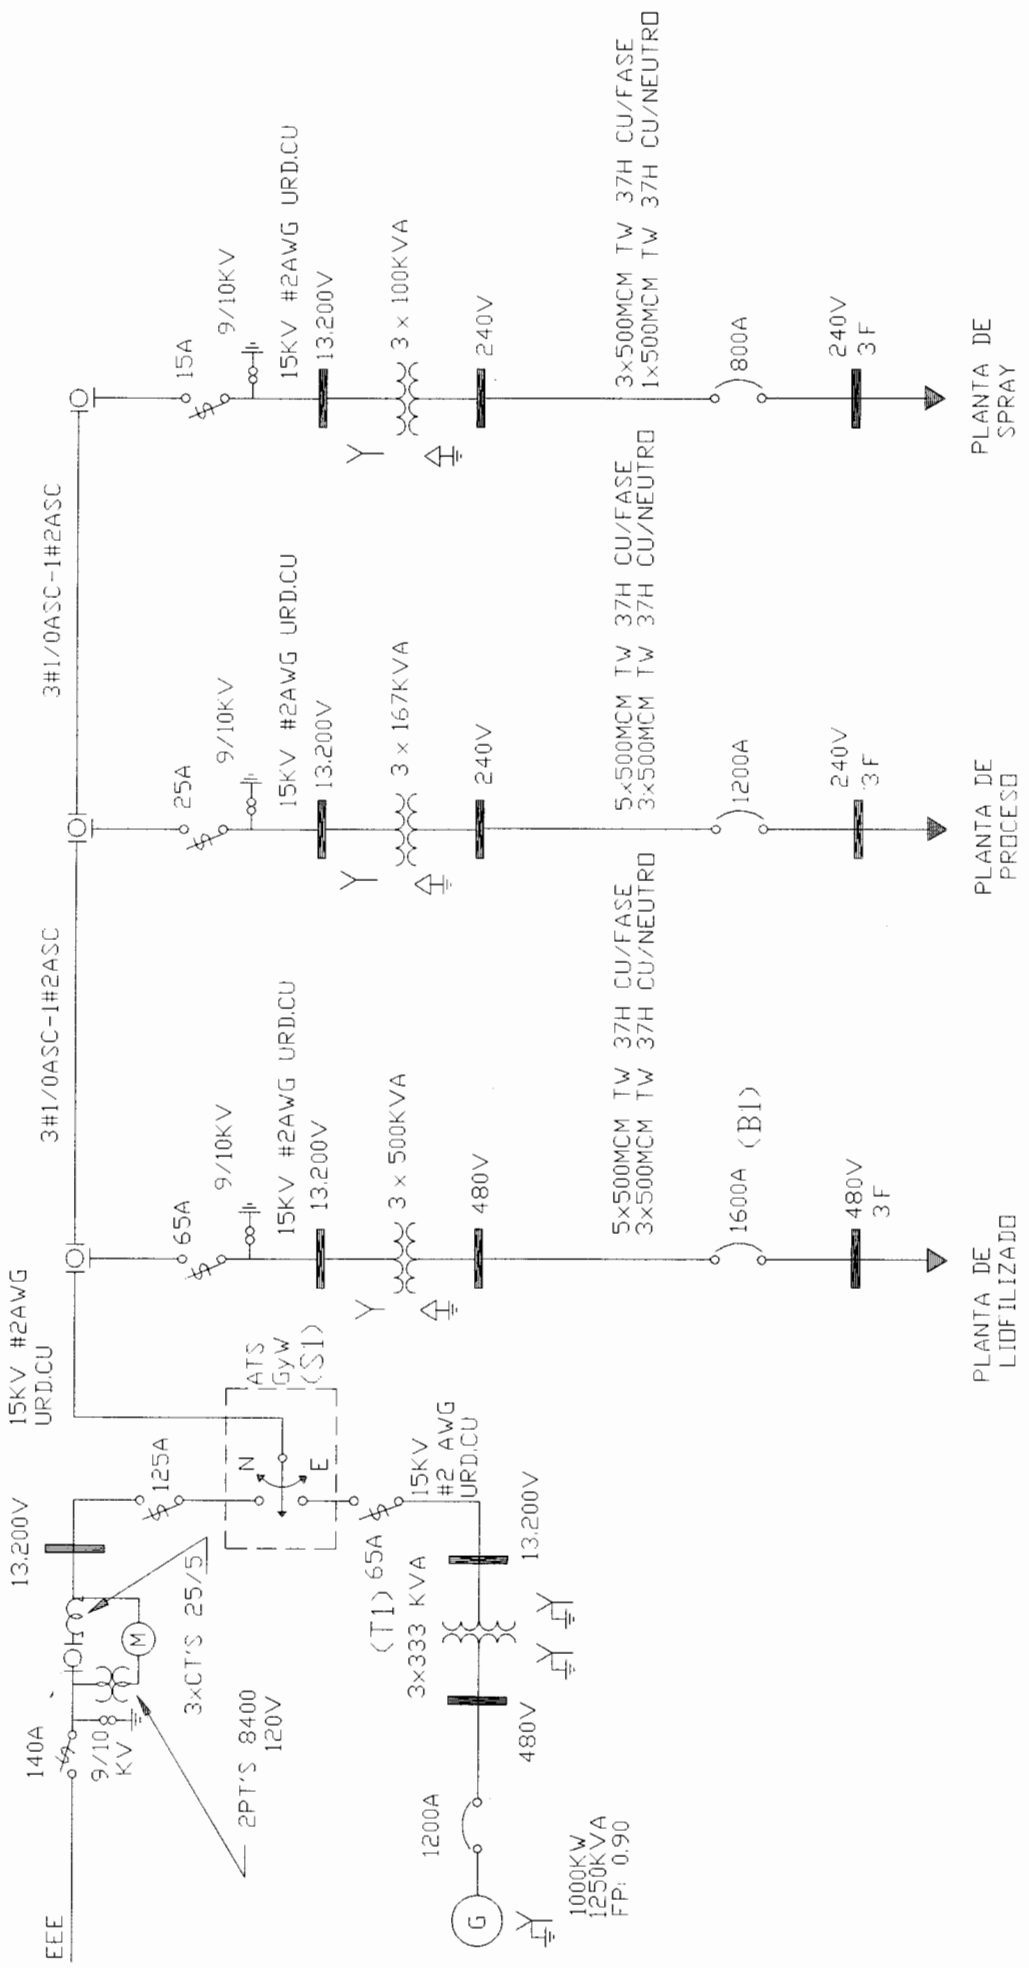 EEE
140A
9/10
KV
2PT'S 8400
120V
M
3xCT'S 25/5
13.200V
125A
15KV #2AWG
URD.CU
N
E
ATS
GyW
(S1)
65A
15KV
#2 AWG
URD.CU
(T1)
3x333 KVA
13.200V
480V
1200A
G
1000KW
1250KVA
FP: 0.90
3#1/0ASC-1#2ASC
65A
9/10KV
15KV #2AWG URD.CU
13.200V
3 x 500KVA
480V
5x500MCM TW 37H CU/FASE
3x500MCM TW 37H CU/NEUTRO
1600A (B1)
480V
3F
PLANTA DE
LIOFILIZADO
3#1/0ASC-1#2ASC
25A
9/10KV
15KV #2AWG URD.CU
13.200V
3 x 167KVA
240V
5x500MCM TW 37H CU/FASE
3x500MCM TW 37H CU/NEUTRO
1200A
240V
3F
PLANTA DE
PROCESO
15A
9/10KV
15KV #2AWG URD.CU
13.200V
3 x 100KVA
240V
3x500MCM TW 37H CU/FASE
1x500MCM TW 37H CU/NEUTRO
800A
240V
3F
PLANTA DE
SPRAY